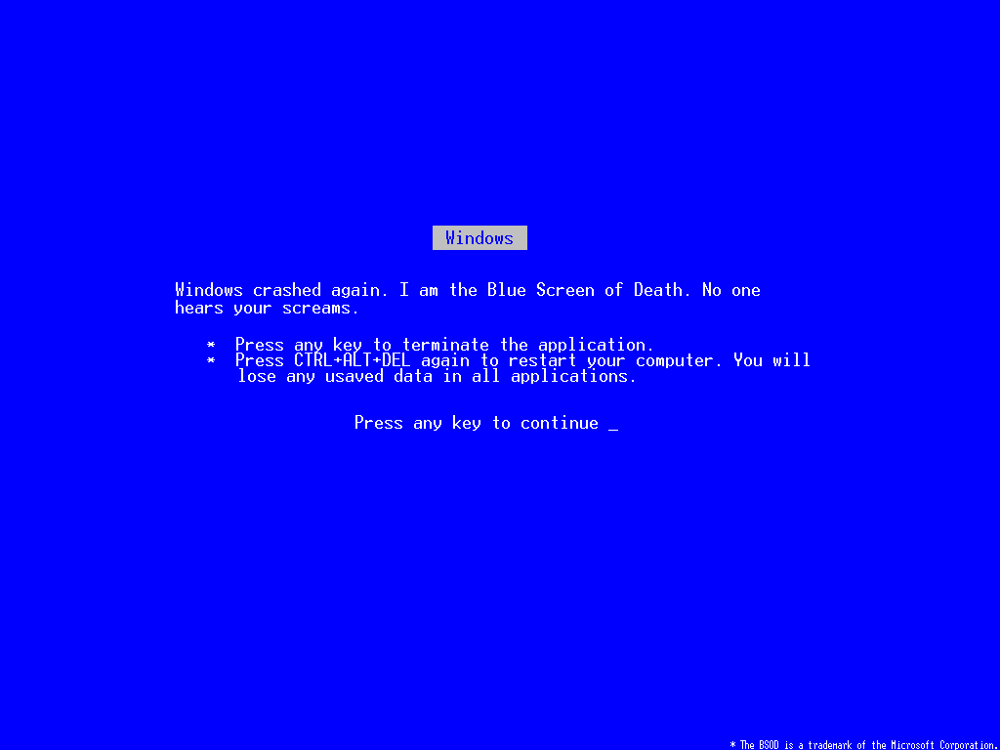 Windows
Windows crashed again. I am the Blue Screen of Death. No one
hears your screams.
* Press any key to terminate the application.
* Press CTRL+ALT+DEL again to restart your computer. You will
lose any usaved data in all applications.
Press any key to continue _
* The BSOD is a trademark of the Microsoft Corporation.